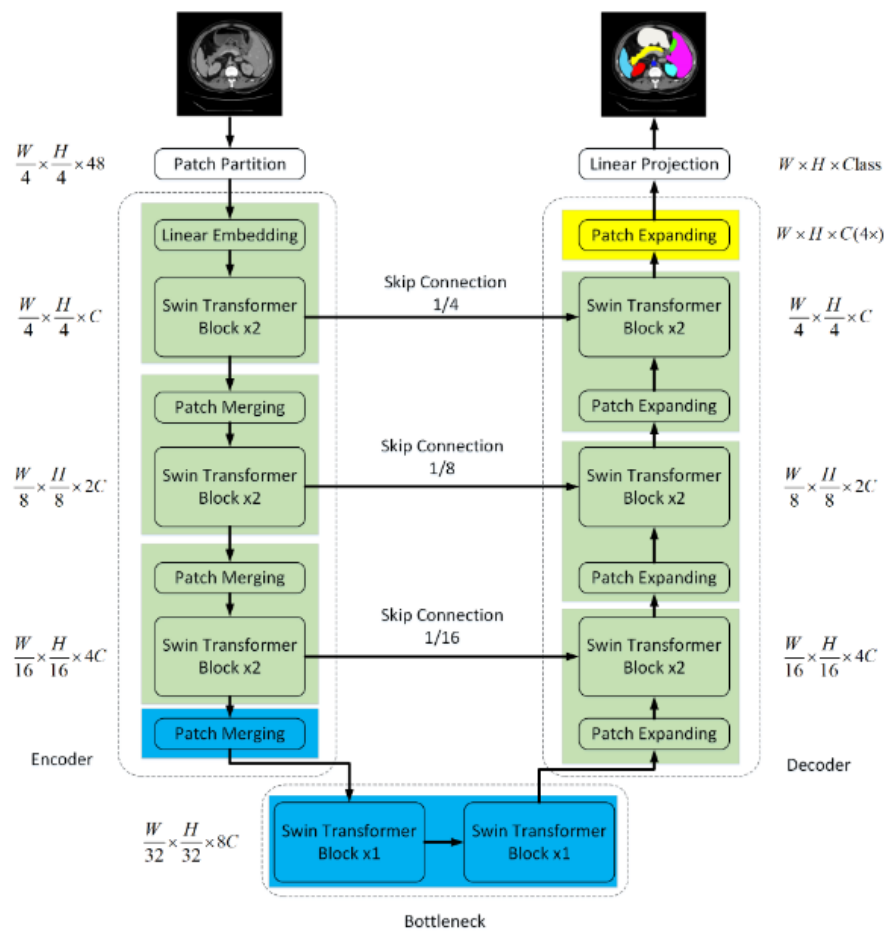 W/4 × H/4 × 48
Patch Partition
Linear Projection
W × H × Class
Linear Embedding
Patch Expanding
W × H × C(4×)
W/4 × H/4 × C
Swin Transformer
Block x2
Skip Connection
1/4
Swin Transformer
Block x2
W/4 × H/4 × C
Patch Merging
Patch Expanding
W/8 × H/8 × 2C
Swin Transformer
Block x2
Skip Connection
1/8
Swin Transformer
Block x2
W/8 × H/8 × 2C
Patch Merging
Patch Expanding
W/16 × H/16 × 4C
Swin Transformer
Block x2
Skip Connection
1/16
Swin Transformer
Block x2
W/16 × H/16 × 4C
Patch Merging
Patch Expanding
Encoder
Decoder
W/32 × H/32 × 8C
Swin Transformer
Block x1
Swin Transformer
Block x1
Bottleneck